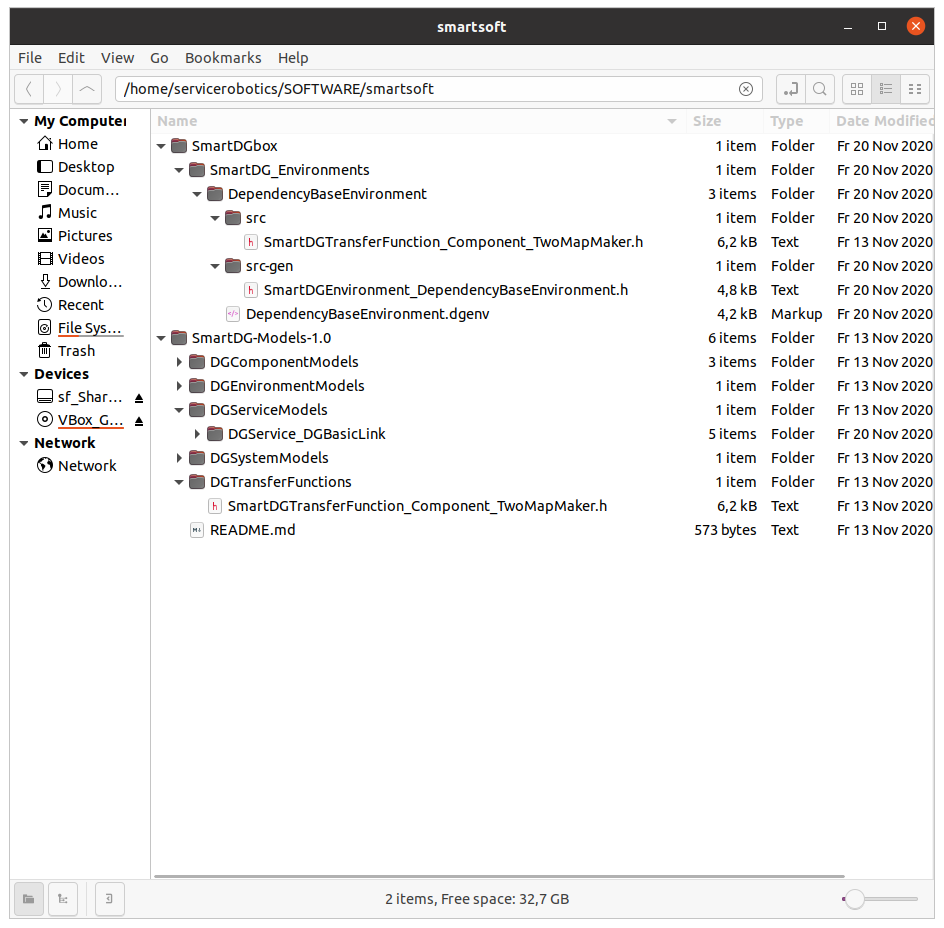 smartsoft
File Edit View Go Bookmarks Help
/home/servicerobotics/SOFTWARE/smartsoft
My Computer
Home
Desktop
Docum...
Music
Pictures
Videos
Downlo...
Recent
File Sys...
Trash
Devices
sf_Shar...
VBox_G...
Network
Network
Name Size Type Date Modified
SmartDGbox 1 item Folder Fr 20 Nov 2020
SmartDG_Environments 1 item Folder Fr 20 Nov 2020
DependencyBaseEnvironment 3 items Folder Fr 20 Nov 2020
src 1 item Folder Fr 20 Nov 2020
h SmartDGTransferFunction_Component_TwoMapMaker.h 6,2 kB Text Fr 13 Nov 2020
src-gen 1 item Folder Fr 20 Nov 2020
h SmartDGEnvironment_DependencyBaseEnvironment.h 4,8 kB Text Fr 20 Nov 2020
</> DependencyBaseEnvironment.dgenv 4,2 kB Markup Fr 20 Nov 2020
SmartDG-Models-1.0 6 items Folder Fr 13 Nov 2020
DGComponentModels 3 items Folder Fr 13 Nov 2020
DGEnvironmentModels 1 item Folder Fr 13 Nov 2020
DGServiceModels 1 item Folder Fr 13 Nov 2020
DGService_DGBasicLink 5 items Folder Fr 20 Nov 2020
DGSystemModels 1 item Folder Fr 13 Nov 2020
DGTransferFunctions 1 item Folder Fr 13 Nov 2020
h SmartDGTransferFunction_Component_TwoMapMaker.h 6,2 kB Text Fr 13 Nov 2020
M↓ README.md 573 bytes Text Fr 13 Nov 2020
2 items, Free space: 32,7 GB